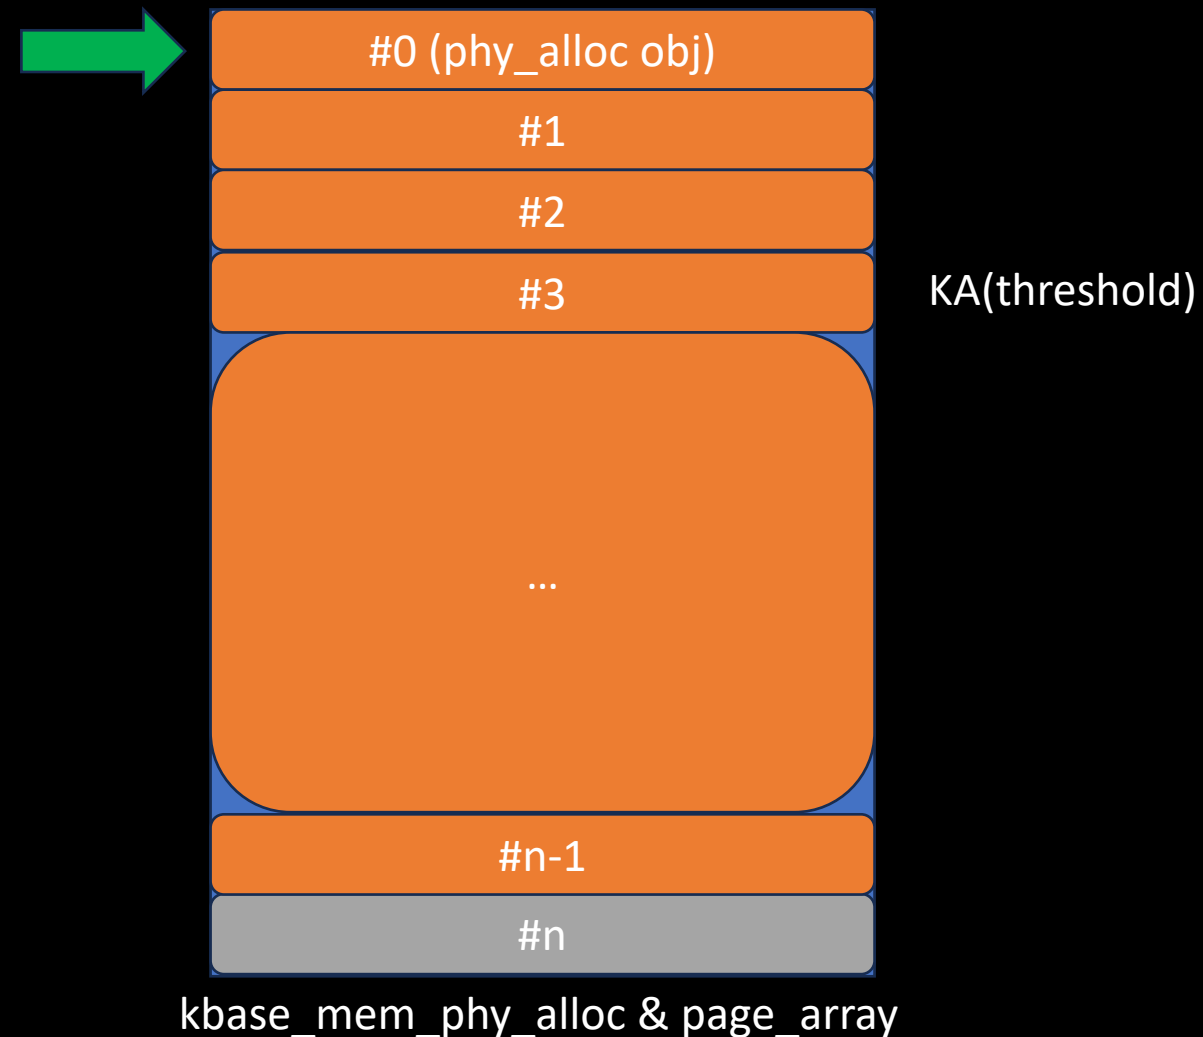 #0 (phy_alloc obj)
#1
#2
#3
KA(threshold)
...
#n-1
#n
kbase_mem_phy_alloc & page_array